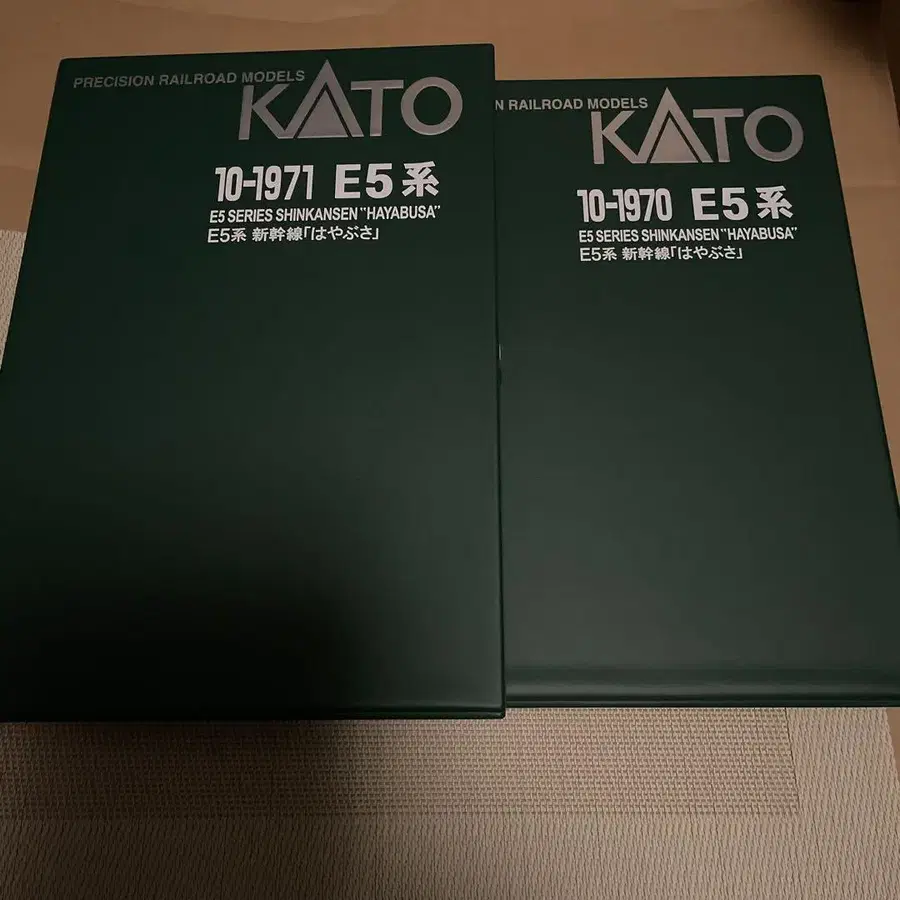 PRECISION RAILROAD MODELS
KATO
10-1971 E5系
E5 SERIES SHINKANSEN "HAYABUSA"
E5系 新幹線「はやぶさ」
N RAILROAD MODELS
KATO
10-1970 E5系
E5 SERIES SHINKANSEN "HAYABUSA"
E5系 新幹線「はやぶさ」